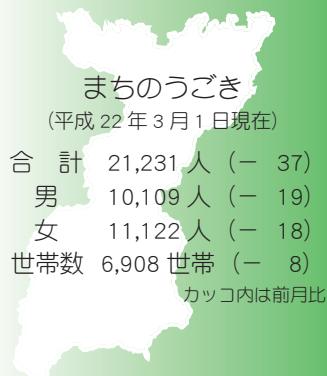 まちのうごき
（平成 22 年 3 月 1 日現在）
合　計　21,231 人（－　37）
男　10,109 人（－　19）
女　11,122 人（－　18）
世帯数　6,908 世帯（－　8）
カッコ内は前月比